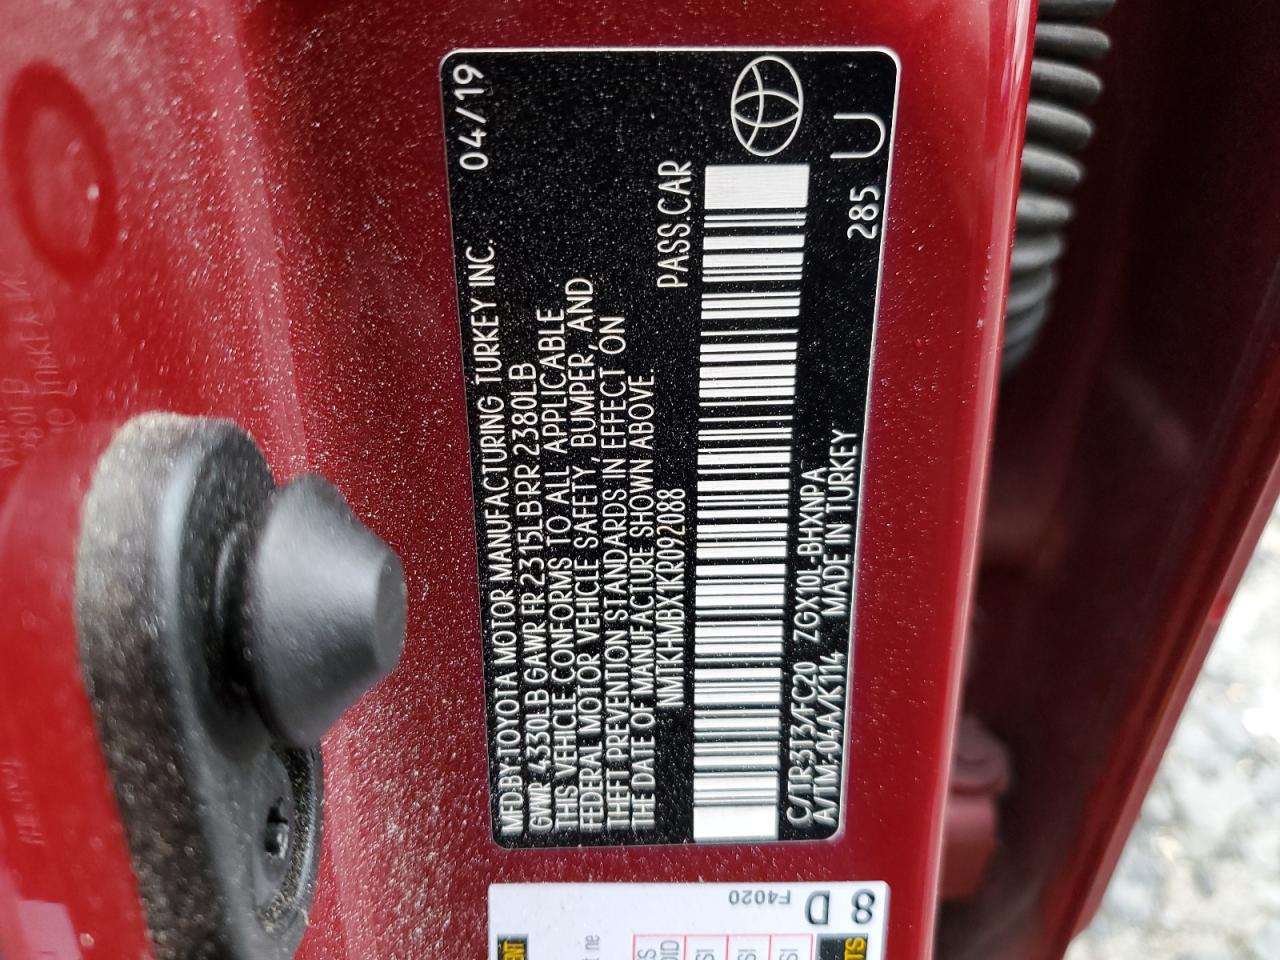 MFD.BY:TOYOTA MOTOR MANUFACTURING TURKEY INC. 04/19
GVWR 4330LB GAWR FR 2315LB RR 2380LB
THIS VEHICLE CONFORMS TO ALL APPLICABLE
FEDERAL MOTOR VEHICLE SAFETY, BUMPER, AND
THEFT PREVENTION STANDARDS IN EFFECT ON
THE DATE OF MANUFACTURE SHOWN ABOVE.
NMTKHMBX1KR092088 PASS.CAR
C/TR:3T3/FC20 ZGX10L-BHXNPA 285
A/TM:04A/K114 MADE IN TURKEY U
F4020
8 D